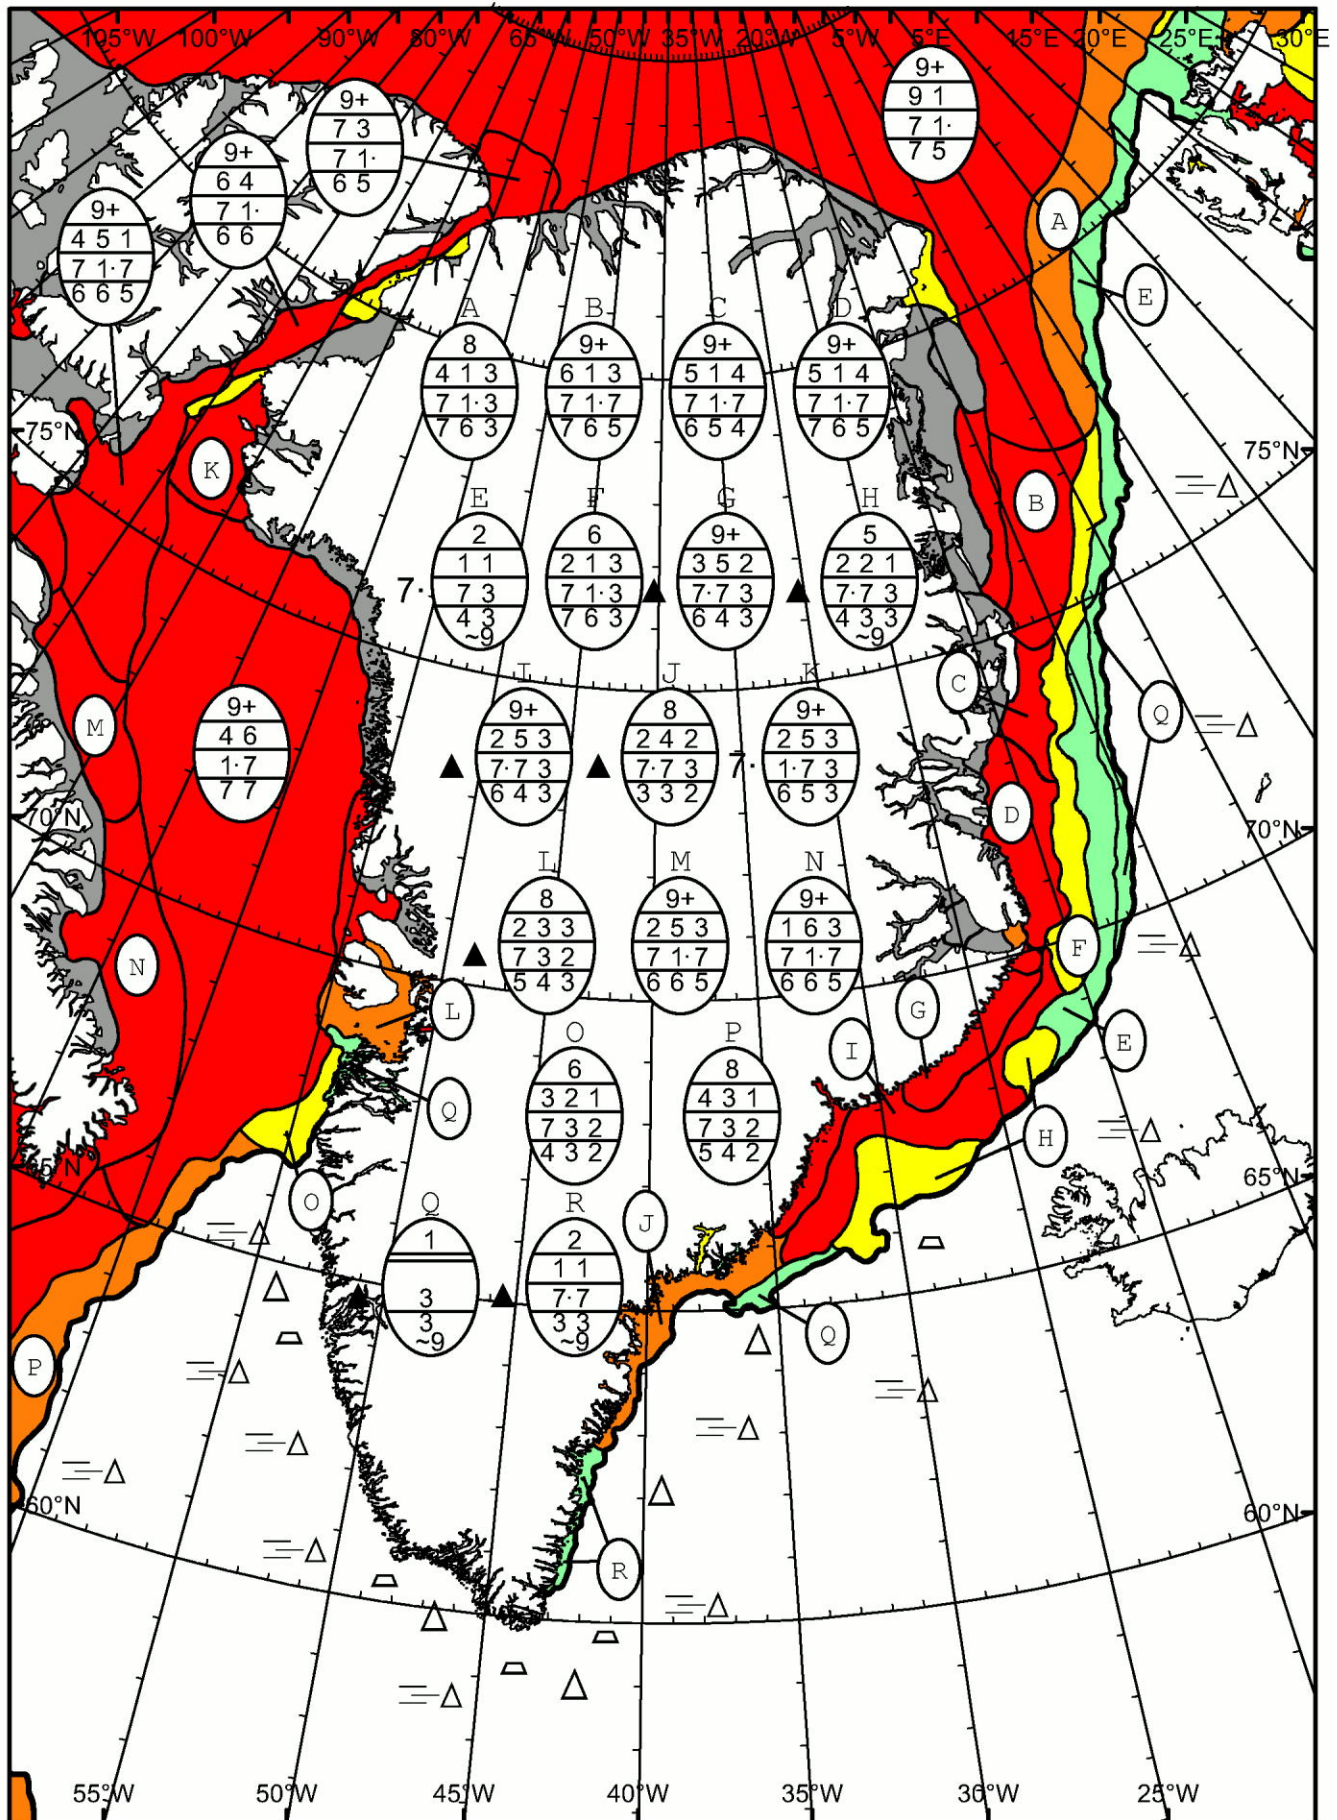 105°W 100°W 90°W 80°W 65°W 50°W 35°W 20°W 5°W 5°E 15°E 20°E 25°E 30°E
9+
9 1
7 1·
7 5
9+
7 3
7 1·
6 5
9+
6 4
7 1·
6 6
9+
4 5 1
7 1·7
6 6 5
A
E
A B C D
8 9+ 9+ 9+
4 1 3 6 1 3 5 1 4 5 1 4
7 1·3 7 1·7 7 1·7 7 1·7
7 6 3 7 6 5 6 5 4 7 6 5
75°N 75°N
K
B
E F G H
2 6 9+ 5
1 1 2 1 3 3 5 2 2 2 1
7· 7 3 7 1·3 ▲ 7·7 3 ▲ 7·7 3
4 3 7 6 3 6 4 3 4 3 3
~9 ~9
C
Q
M
9+
4 6
1·7
7 7
I J K
9+ 8 9+
2 5 3 2 4 2 2 5 3
▲ 7·7 3 ▲ 7·7 3 7· 1·7 3
6 4 3 3 3 2 6 5 3
70°N 70°N
D
L M N
8 9+ 9+
2 3 3 2 5 3 1 6 3
▲ 7 3 2 7 1·7 7 1·7
5 4 3 6 6 5 6 6 5
N
F
L
G
I
E
O P
6 8
3 2 1 4 3 1
7 3 2 7 3 2
4 3 2 5 4 2
Q
H
65°N 65°N
O
J
Q R
1 2
1 1
▲ 3 ▲ 7·7
3 3 3
~9 ~9
Q
P
60°N 60°N
R
55°W 50°W 45°W 40°W 35°W 30°W 25°W